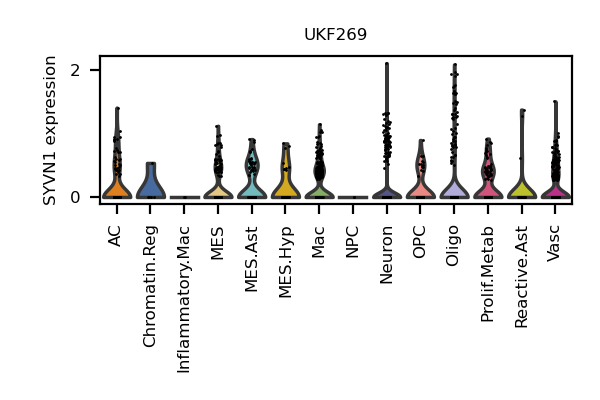 UKF269
SYVN1 expression
2
0
AC
Chromatin.Reg
Inflammatory.Mac
MES
MES.Ast
MES.Hyp
Mac
NPC
Neuron
OPC
Oligo
Prolif.Metab
Reactive.Ast
Vasc